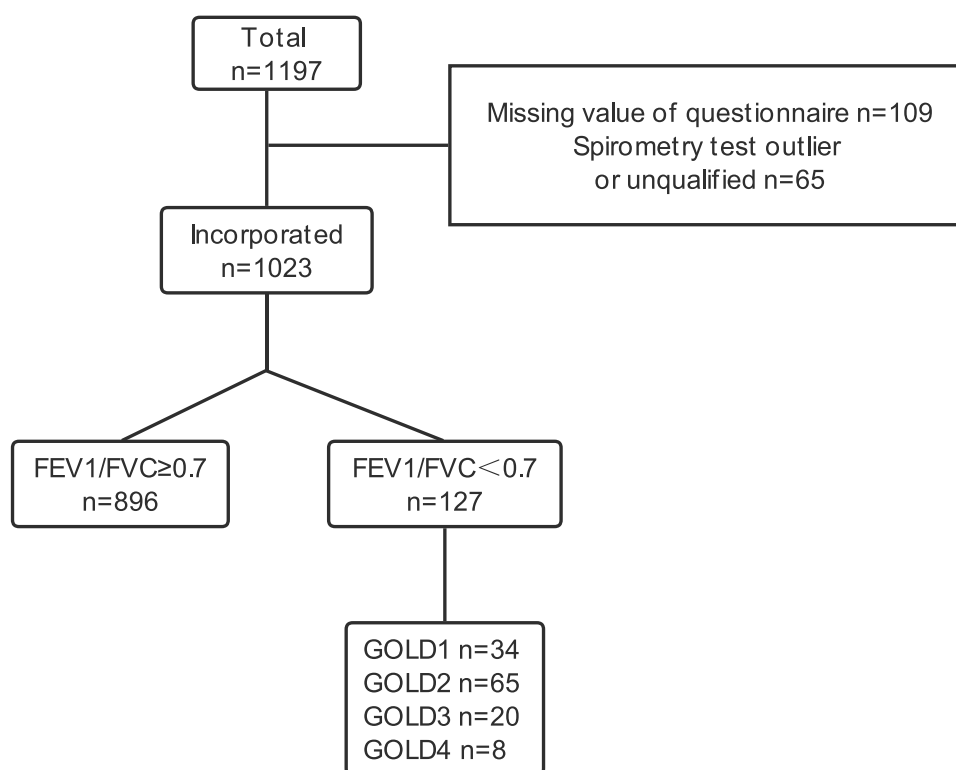 Total
n=1197
Missing value of questionnaire n=109
Spirometry test outlier
or unqualified n=65
Incorporated
n=1023
FEV1/FVC≥0.7
n=896
FEV1/FVC<0.7
n=127
GOLD1 n=34
GOLD2 n=65
GOLD3 n=20
GOLD4 n=8